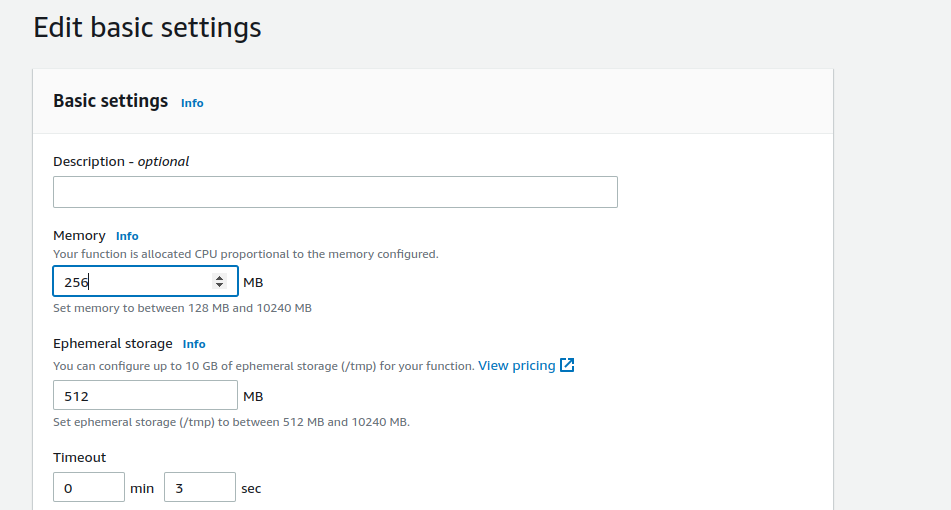 Edit basic settings
Basic settings Info
Description - optional
Memory Info
Your function is allocated CPU proportional to the memory configured.
256 MB
Set memory to between 128 MB and 10240 MB
Ephemeral storage Info
You can configure up to 10 GB of ephemeral storage (/tmp) for your function. View pricing
512 MB
Set ephemeral storage (/tmp) to between 512 MB and 10240 MB.
Timeout
0 min 3 sec